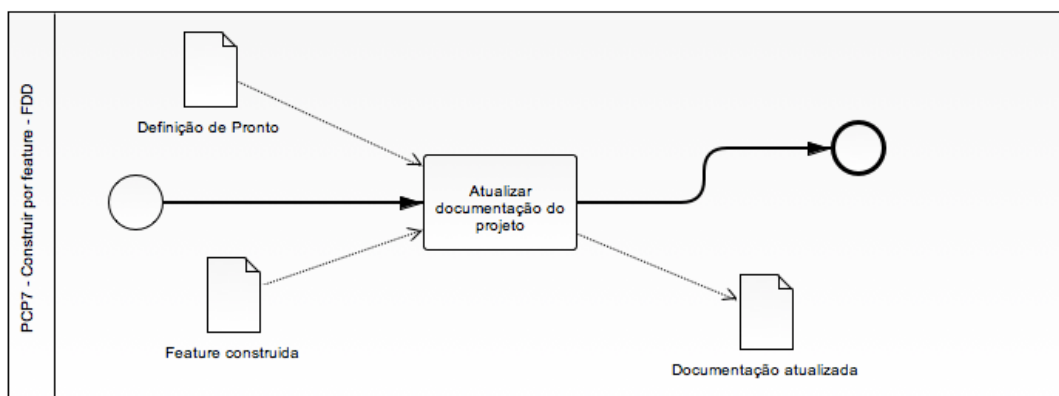 PCP7 - Construir por feature - FDD
Definição de Pronto
Atualizar
documentação do
projeto
Feature construida
Documentação atualizada